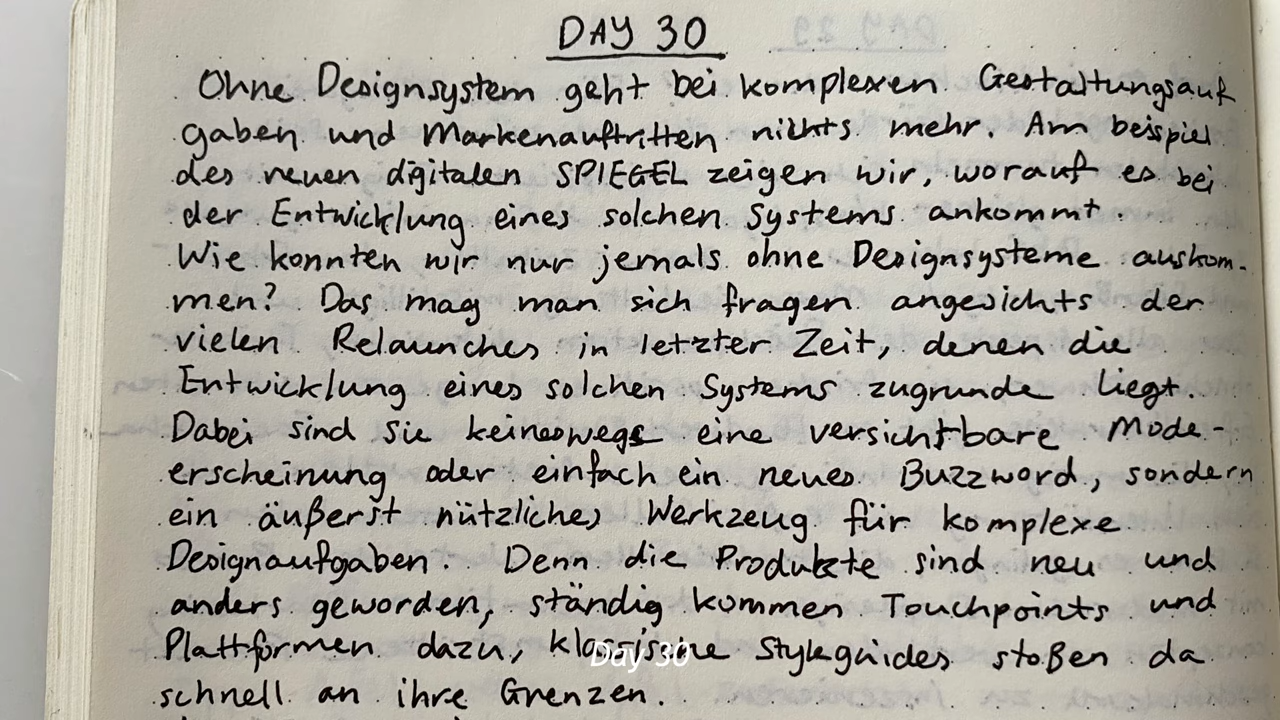 DAY 30
Ohne Designsystem geht bei komplexen Gestaltungsauf
gaben und Markenauftritten nichts mehr. Am beispiel
des neuen digitalen SPIEGEL zeigen wir, worauf es bei
der Entwicklung eines solchen Systems ankommt.
Wie konnten wir nur jemals ohne Designsysteme auskom-
men? Das mag man sich fragen angesichts der
vielen Relaunches in letzter Zeit, denen die
Entwicklung eines solchen Systems zugrunde liegt.
Dabei sind sie keineswegs eine versichtbare Mode-
erscheinung oder einfach ein neues Buzzword, sondern
ein äußerst nützliches Werkzeug für komplexe
Designaufgaben. Denn die Produkte sind neu und
anders geworden, ständig kommen Touchpoints und
Plattformen dazu, klassische Styleguides stoßen da
Day 30
schnell an ihre Grenzen.